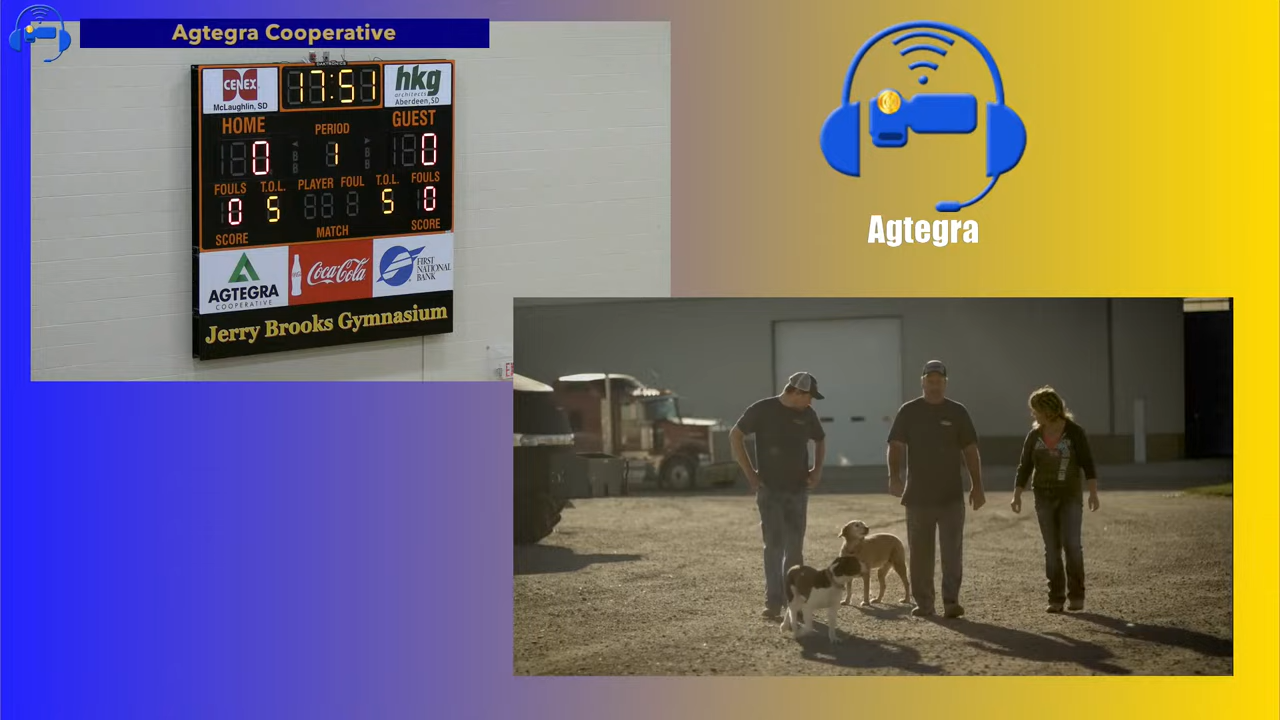 Agtegra Cooperative
DAKTRONICS
CENEX
McLaughlin, SD
17:51
hkg
architects
Aberdeen, SD
HOME
PERIOD
GUEST
0
1
0
FOULS
T.O.L.
PLAYER
FOUL
T.O.L.
FOULS
0
5
5
0
SCORE
MATCH
SCORE
AGTEGRA
COOPERATIVE
Coca-Cola
FIRST
NATIONAL
BANK
Jerry Brooks Gymnasium
Agtegra